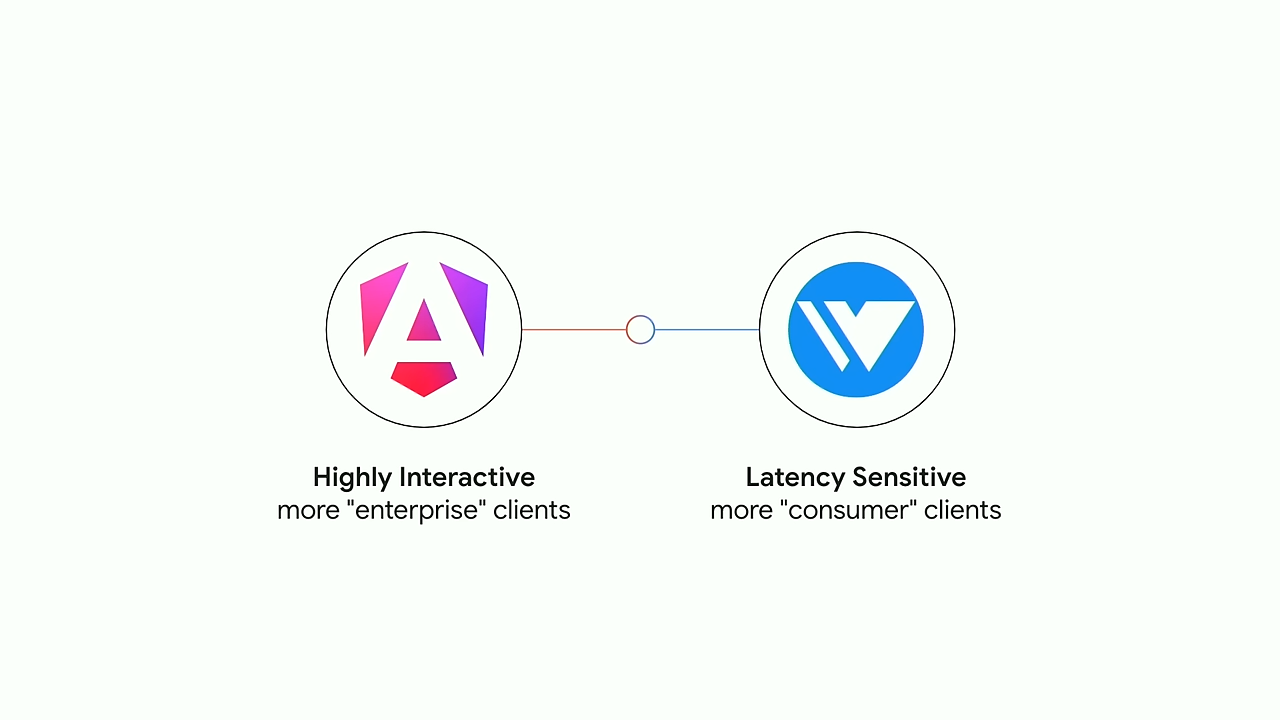 Highly Interactive
more "enterprise" clients
Latency Sensitive
more "consumer" clients